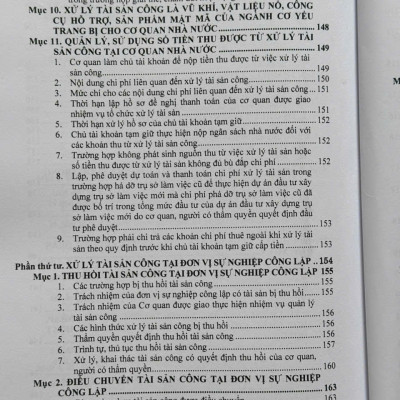 Mục 10. XỬ LÝ TÀI SẢN CÔNG LÀ VŨ KHÍ, VẬT LIỆU NỔ, CÔNG
CỤ HỖ TRỢ, SẢN PHẨM MẬT MÃ CỦA NGÀNH CƠ YẾU
TRANG BỊ CHO CƠ QUAN NHÀ NƯỚC 148
Mục 11. QUẢN LÝ, SỬ DỤNG SỐ TIỀN THU ĐƯỢC TỪ XỬ LÝ TÀI
SẢN CÔNG TẠI CƠ QUAN NHÀ NƯỚC 149
1. Cơ quan làm chủ tài khoản để nộp tiền thu được từ việc xử lý tài
sản công 149
2. Nội dung chi phí liên quan đến xử lý tài sản công 150
3. Mức chi cho các nội dung chi phí liên quan đến xử lý tài sản công 151
4. Thời hạn lập hồ sơ đề nghị thanh toán của cơ quan được giao
nhiệm vụ tổ chức xử lý tài sản 151
5. Thời hạn xử lý hồ sơ của chủ tài khoản tạm giữ 152
6. Chủ tài khoản tạm giữ thực hiện nộp ngân sách nhà nước đối với
các khoản thu từ xử lý tài sản công 152
7. Trường hợp không phát sinh nguồn thu từ việc xử lý tài sản hoặc
số tiền thu được từ xử lý tài sản không đủ bù đắp chi phí 152
8. Lập, phê duyệt dự toán và thanh toán chi phí xử lý tài sản trong
trường hợp phá dỡ trụ sở làm việc cũ để thực hiện dự án đầu tư xây
dựng trụ sở làm việc mới mà chi phí phá dỡ trụ sở làm việc cũ đã
được bố trí trong tổng mức đầu tư của dự án đầu tư xây dựng trụ
sở làm việc mới do cơ quan, người có thẩm quyền quyết định đầu
tư phê duyệt 153
9. Trường hợp phải chi trả các khoản chi phí thuê ngoài khi xử lý tài
sản theo quy định trước khi chủ tài khoản tạm giữ cấp tiền 153
Phần thứ tư. XỬ LÝ TÀI SẢN CÔNG TẠI ĐƠN VỊ SỰ NGHIỆP CÔNG LẬP ..154
Mục 1. THU HỒI TÀI SẢN CÔNG TẠI ĐƠN VỊ SỰ NGHIỆP CÔNG LẬP 155
1. Các trường hợp bị thu hồi tài sản công 155
2. Trách nhiệm của đơn vị sự nghiệp công lập có tài sản bị thu hồi 155
3. Trách nhiệm của Cơ quan được giao thực hiện nhiệm vụ quản lý
tài sản công 156
4. Các hình thức xử lý tài sản công bị thu hồi 156
5. Thẩm quyền quyết định thu hồi tài sản công 156
6. Trình tự, thủ tục thu hồi tài sản công 157
7. Xử lý, khai thác tài sản công có quyết định thu hồi của cơ quan,
người có thẩm quyền 160
Mục 2. ĐIỀU CHUYỂN TÀI SẢN CÔNG TẠI ĐƠN VỊ SỰ NGHIỆP
CÔNG LẬP 163
163